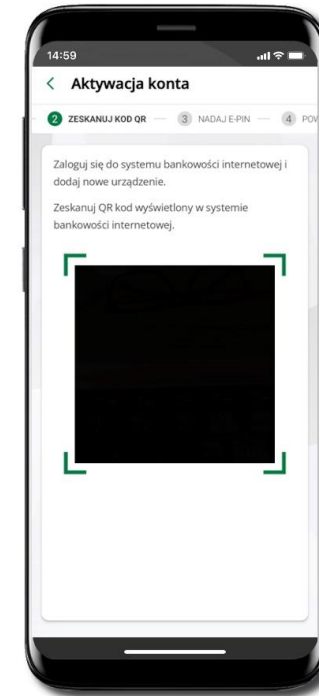 14:59
Aktywacja konta
2 ZESKANUJ KOD QR 3 NADAJ E-PIN 4
Zaloguj się do systemu bankowości internetowej i
dodaj nowe urządzenie.
Zeskanuj QR kod wyświetlony w systemie
bankowości internetowej.